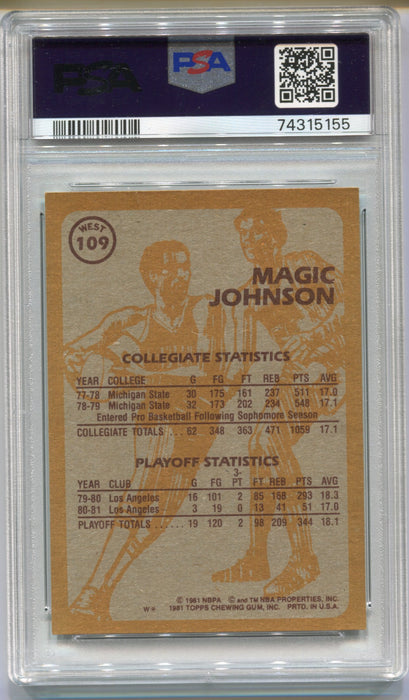 PSA
PSA
74315155
WEST
109
MAGIC
JOHNSON
COLLEGIATE STATISTICS
YEAR COLLEGE G FG FT REB PTS AVG
77-78 Michigan State 30 175 161 237 511 17.0
78-79 Michigan State 32 173 202 234 548 17.1
Entered Pro Basketball Following Sophomore Season
COLLEGIATE TOTALS . . . 62 348 363 471 1059 17.1
PLAYOFF STATISTICS
3-
YEAR CLUB G FG PT FT REB PTS AVG
79-80 Los Angeles 16 101 2 85 168 293 18.3
80-81 Los Angeles 3 19 0 13 41 51 17.0
PLAYOFF TOTALS . . . . . . 19 120 2 98 209 344 18.1
© 1981 NBPA © and TM NBA PROPERTIES, INC.
W* 1981 TOPPS CHEWING GUM, INC. PRTD. IN U.S.A.